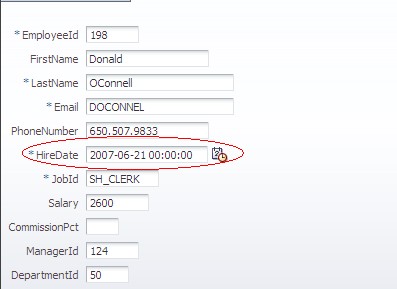 * EmployeeId 198
FirstName Donald
* LastName OConnell
* Email DOCONNEL
PhoneNumber 650.507.9833
* HireDate 2007-06-21 00:00:00
* JobId SH_CLERK
Salary 2600
CommissionPct
ManagerId 124
DepartmentId 50